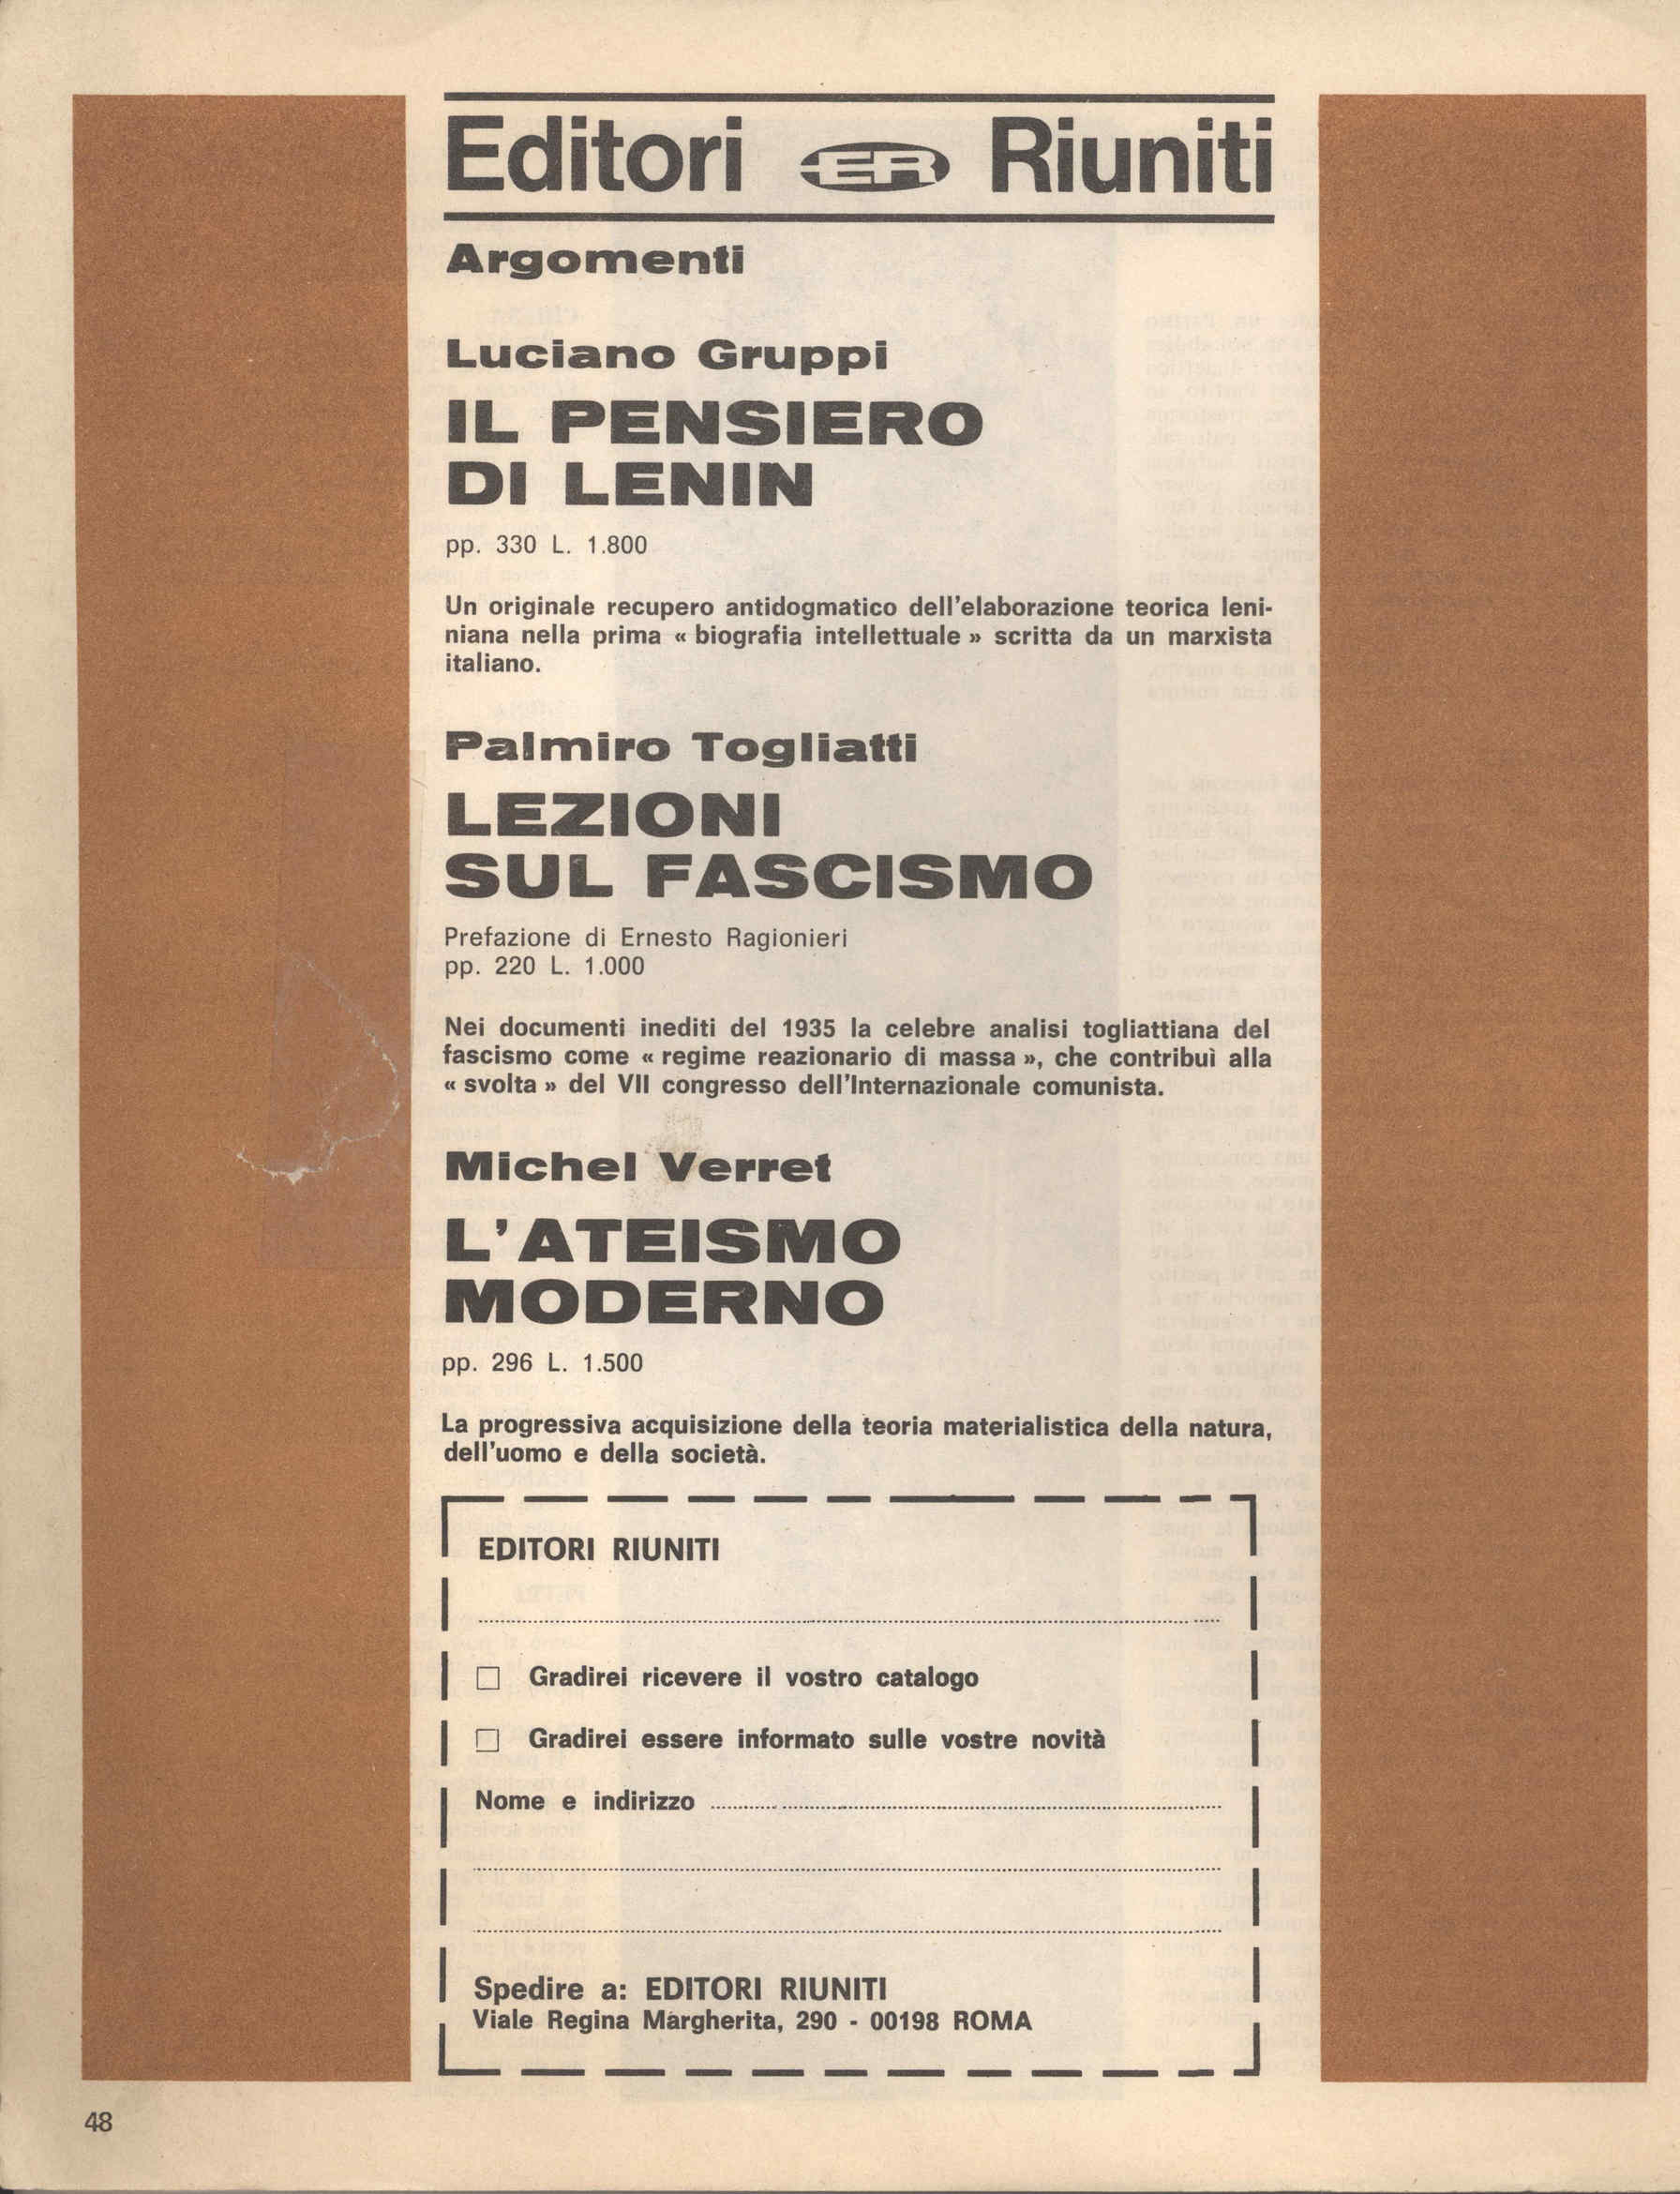 Editori ER Riuniti
Argomenti
Luciano Gruppi
IL PENSIERO
DI LENIN
pp. 330 L. 1.800
Un originale recupero antidogmatico dell'elaborazione teorica leni-
niana nella prima « biografia intellettuale » scritta da un marxista
italiano.
Palmiro Togliatti
LEZIONI
SUL FASCISMO
Prefazione di Ernesto Ragionieri
pp. 220 L. 1.000
Nei documenti inediti del 1935 la celebre analisi togliattiana del
fascismo come « regime reazionario di massa », che contribuì alla
« svolta » del VII congresso dell'Internazionale comunista.
Michel Verret
L'ATEISMO
MODERNO
pp. 296 L. 1.500
La progressiva acquisizione della teoria materialistica della natura,
dell'uomo e della società.
EDITORI RIUNITI
Gradirei ricevere il vostro catalogo
Gradirei essere informato sulle vostre novità
Nome e indirizzo
Spedire a: EDITORI RIUNITI
Viale Regina Margherita, 290 - 00198 ROMA
48